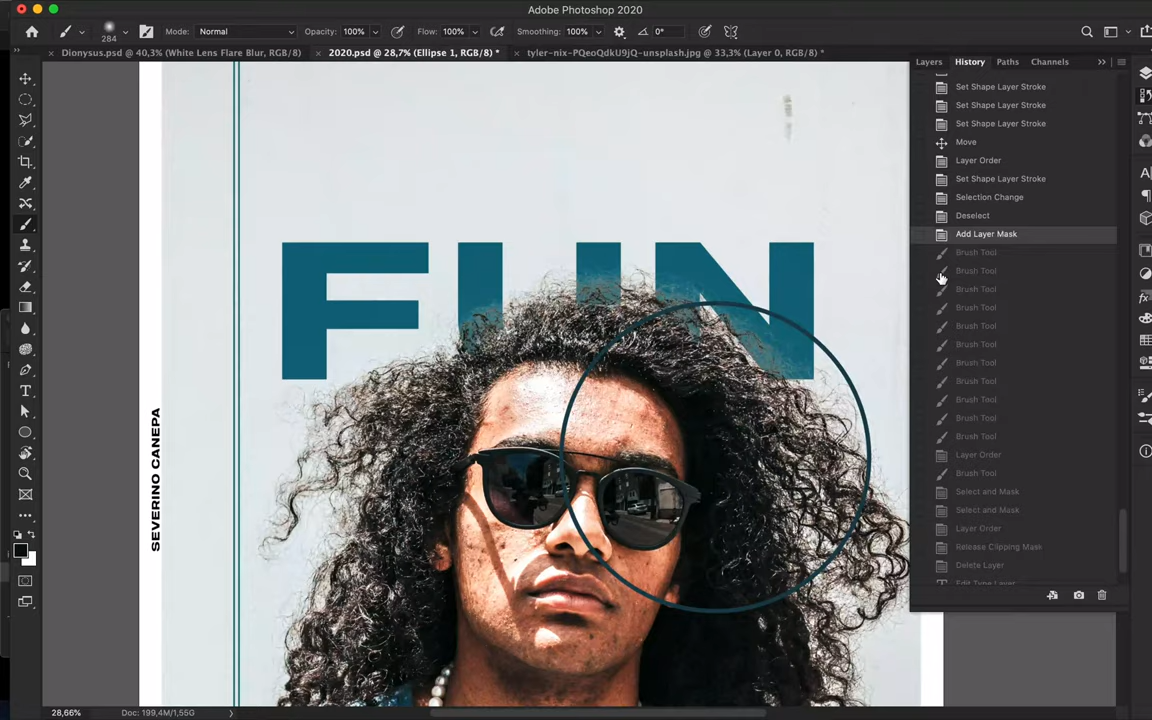 Adobe Photoshop 2020
284
Mode: Normal
Opacity: 100%
Flow: 100%
Smoothing: 100%
0°
Dionysus.psd @ 40,3% (White Lens Flare Blur, RGB/8)
2020.psd @ 28,7% (Ellipse 1, RGB/8) *
tyler-nix-PQeoQdkU9jQ-unsplash.jpg @ 33,3% (Layer 0, RGB/8) *
Layers
History
Paths
Channels
Set Shape Layer Stroke
Set Shape Layer Stroke
Set Shape Layer Stroke
Move
Layer Order
Set Shape Layer Stroke
Selection Change
Deselect
Add Layer Mask
Brush Tool
Brush Tool
Brush Tool
Brush Tool
Brush Tool
Brush Tool
Brush Tool
Brush Tool
Brush Tool
Brush Tool
Brush Tool
Layer Order
Brush Tool
Select and Mask
Select and Mask
Layer Order
Release Clipping Mask
Delete Layer
Edit Type Layer
FUN
SEVERINO CANEPA
28,66%
Doc: 199,4M/1,55G